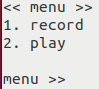 << menu >>
1. record
2. play
menu >>